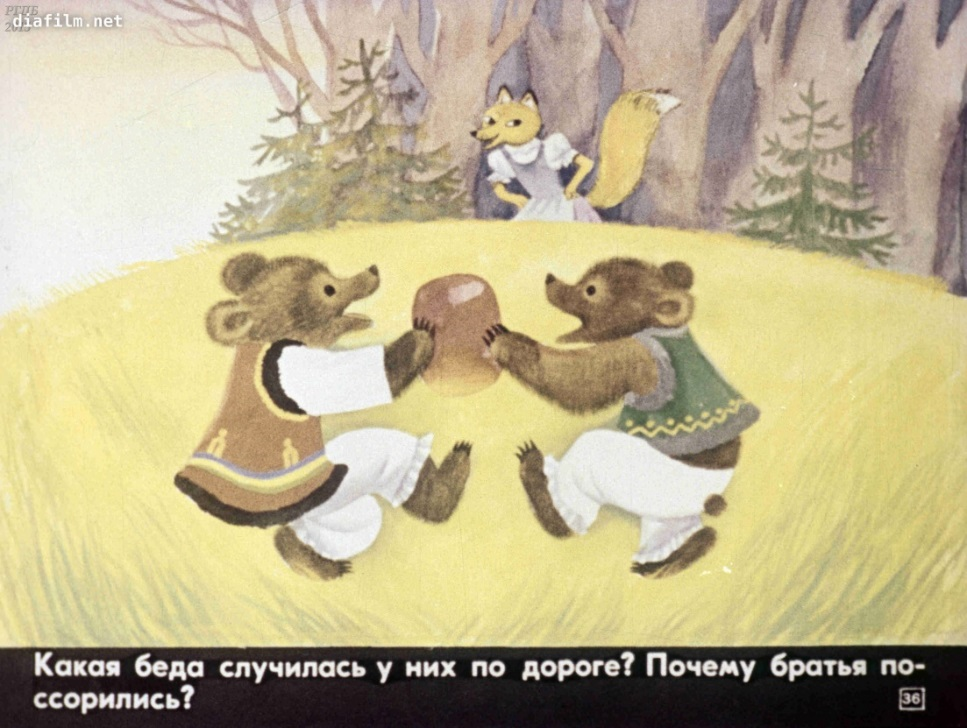 diafilm.net
Какая беда случилась у них по дороге? Почему братья по-
ссорились?
36